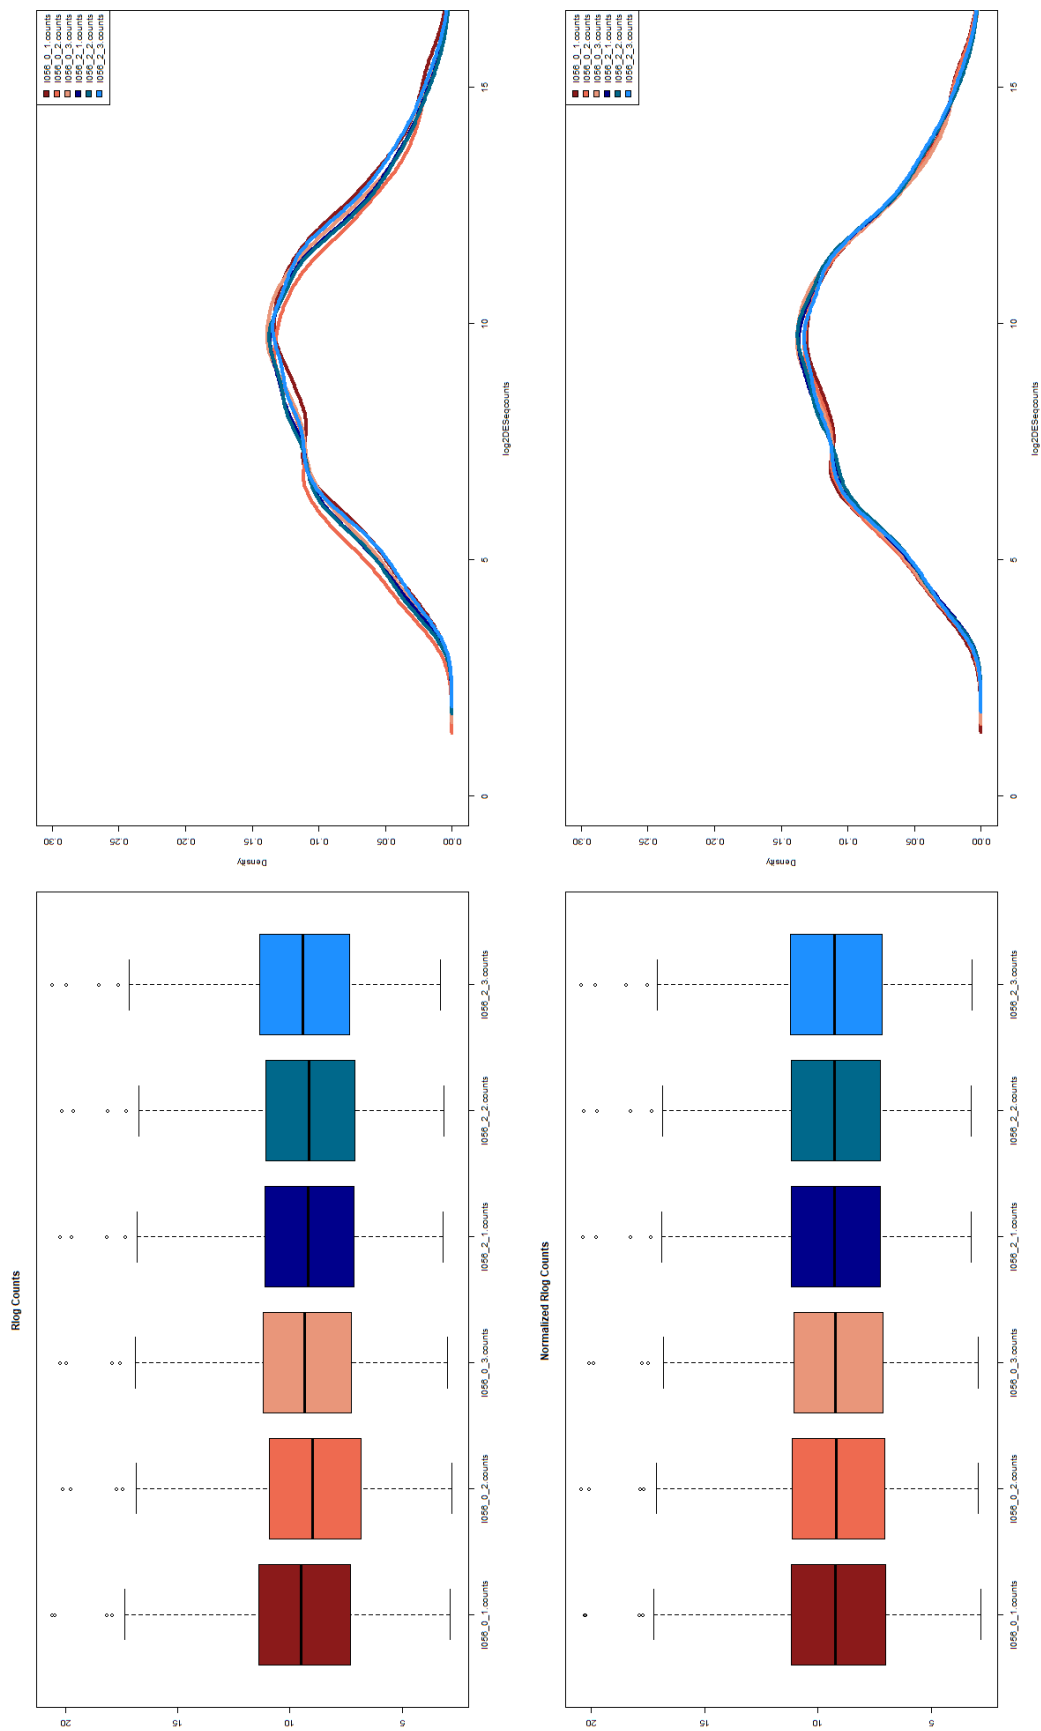 Rlog Counts
20
15
10
5
I056_0_1.counts
I056_0_2.counts
I056_0_3.counts
I056_2_1.counts
I056_2_2.counts
I056_2_3.counts
Density
0.30
0.25
0.20
0.15
0.10
0.05
0.00
0
5
10
15
log2DESeqcounts
I056_0_1.counts
I056_0_2.counts
I056_0_3.counts
I056_2_1.counts
I056_2_2.counts
I056_2_3.counts
Normalized Rlog Counts
20
15
10
5
I056_0_1.counts
I056_0_2.counts
I056_0_3.counts
I056_2_1.counts
I056_2_2.counts
I056_2_3.counts
Density
0.30
0.25
0.20
0.15
0.10
0.05
0.00
0
5
10
15
log2DESeqcounts
I056_0_1.counts
I056_0_2.counts
I056_0_3.counts
I056_2_1.counts
I056_2_2.counts
I056_2_3.counts